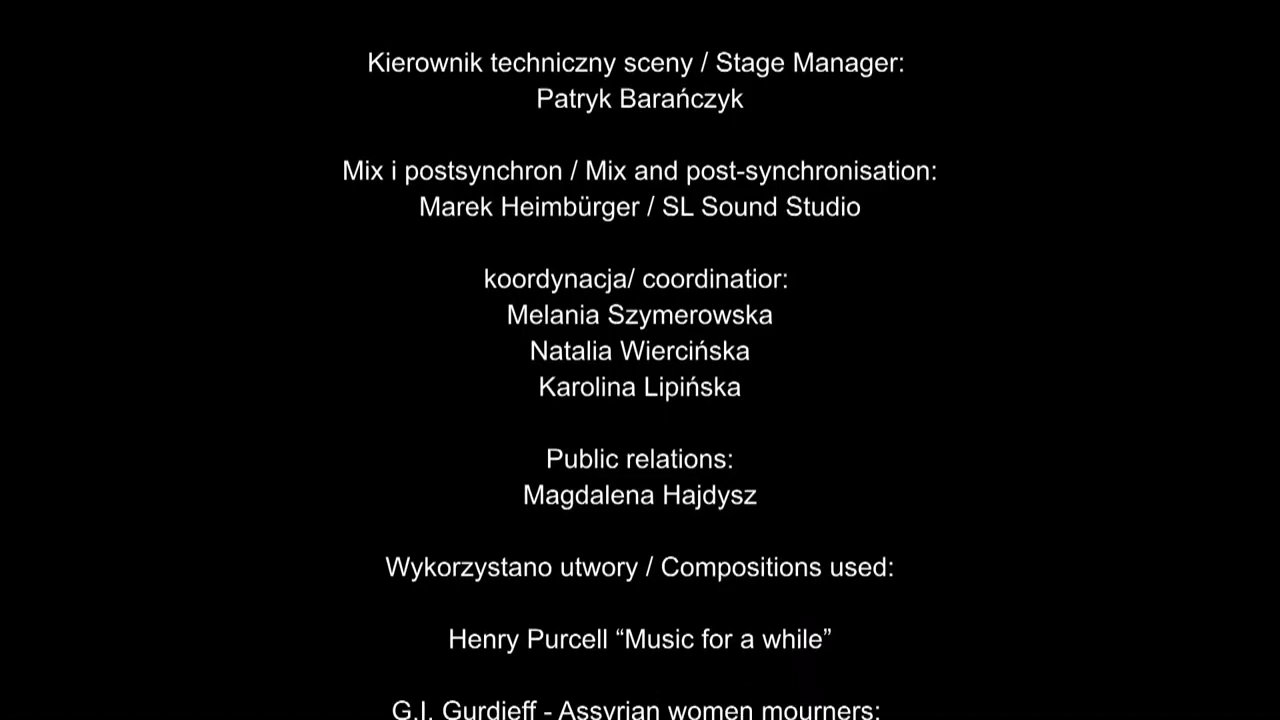 Kierownik techniczny sceny / Stage Manager:
Patryk Barańczyk
Mix i postsynchron / Mix and post-synchronisation:
Marek Heimbürger / SL Sound Studio
koordynacja/ coordinatior:
Melania Szymerowska
Natalia Wiercińska
Karolina Lipińska
Public relations:
Magdalena Hajdysz
Wykorzystano utwory / Compositions used:
Henry Purcell “Music for a while”
G.I. Gurdjeff - Assyrian women mourners: